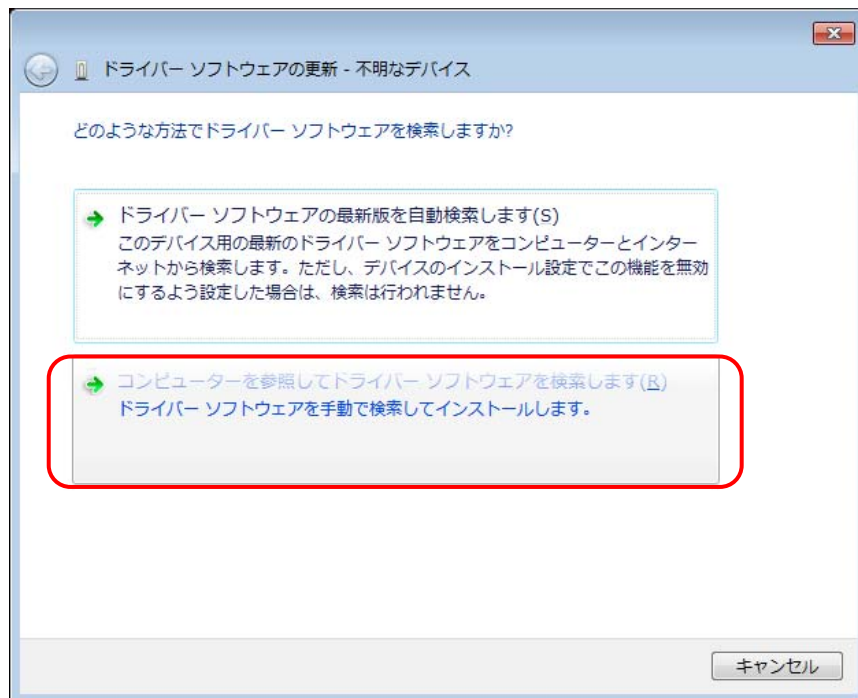 ドライバー ソフトウェアの更新 - 不明なデバイス
どのような方法でドライバー ソフトウェアを検索しますか?
ドライバー ソフトウェアの最新版を自動検索します(S)
このデバイス用の最新のドライバー ソフトウェアをコンピューターとインター
ネットから検索します。ただし、デバイスのインストール設定でこの機能を無効
にするよう設定した場合は、検索は行われません。
コンピューターを参照してドライバー ソフトウェアを検索します(R)
ドライバー ソフトウェアを手動で検索してインストールします。
キャンセル